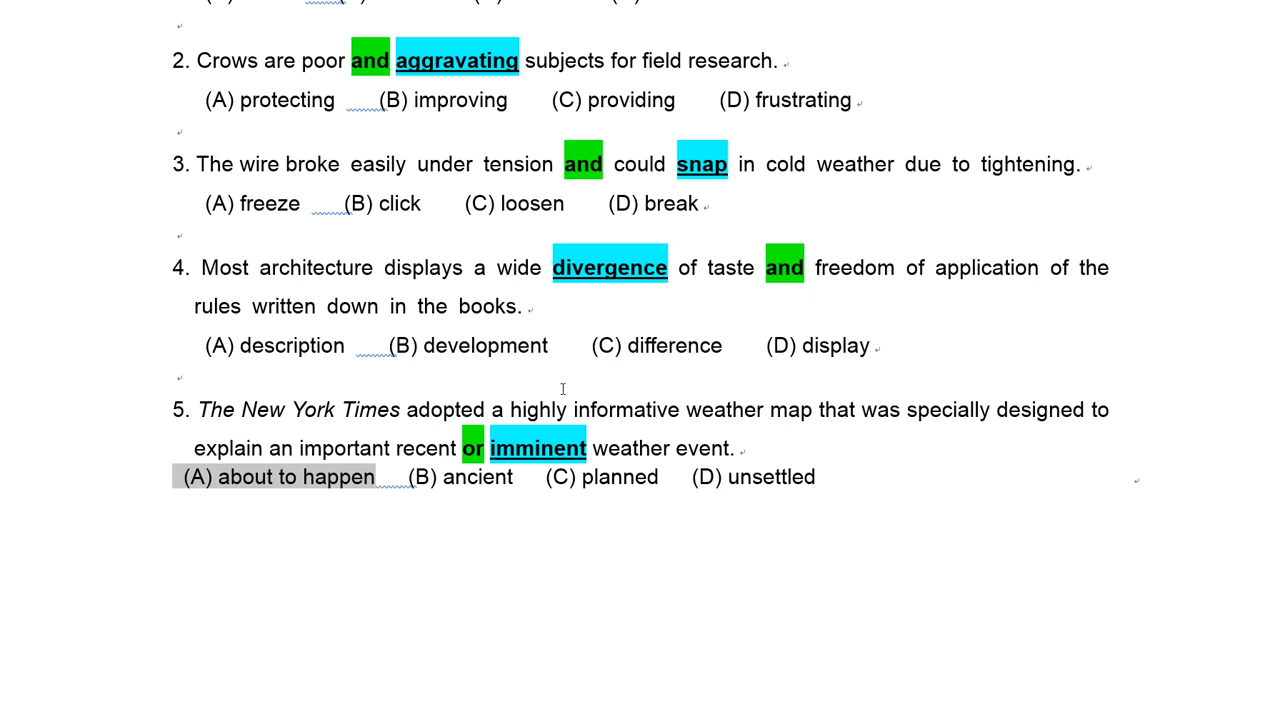 2. Crows are poor and aggravating subjects for field research.
(A) protecting (B) improving (C) providing (D) frustrating
3. The wire broke easily under tension and could snap in cold weather due to tightening.
(A) freeze (B) click (C) loosen (D) break
4. Most architecture displays a wide divergence of taste and freedom of application of the
rules written down in the books.
(A) description (B) development (C) difference (D) display
5. The New York Times adopted a highly informative weather map that was specially designed to
explain an important recent or imminent weather event.
(A) about to happen (B) ancient (C) planned (D) unsettled